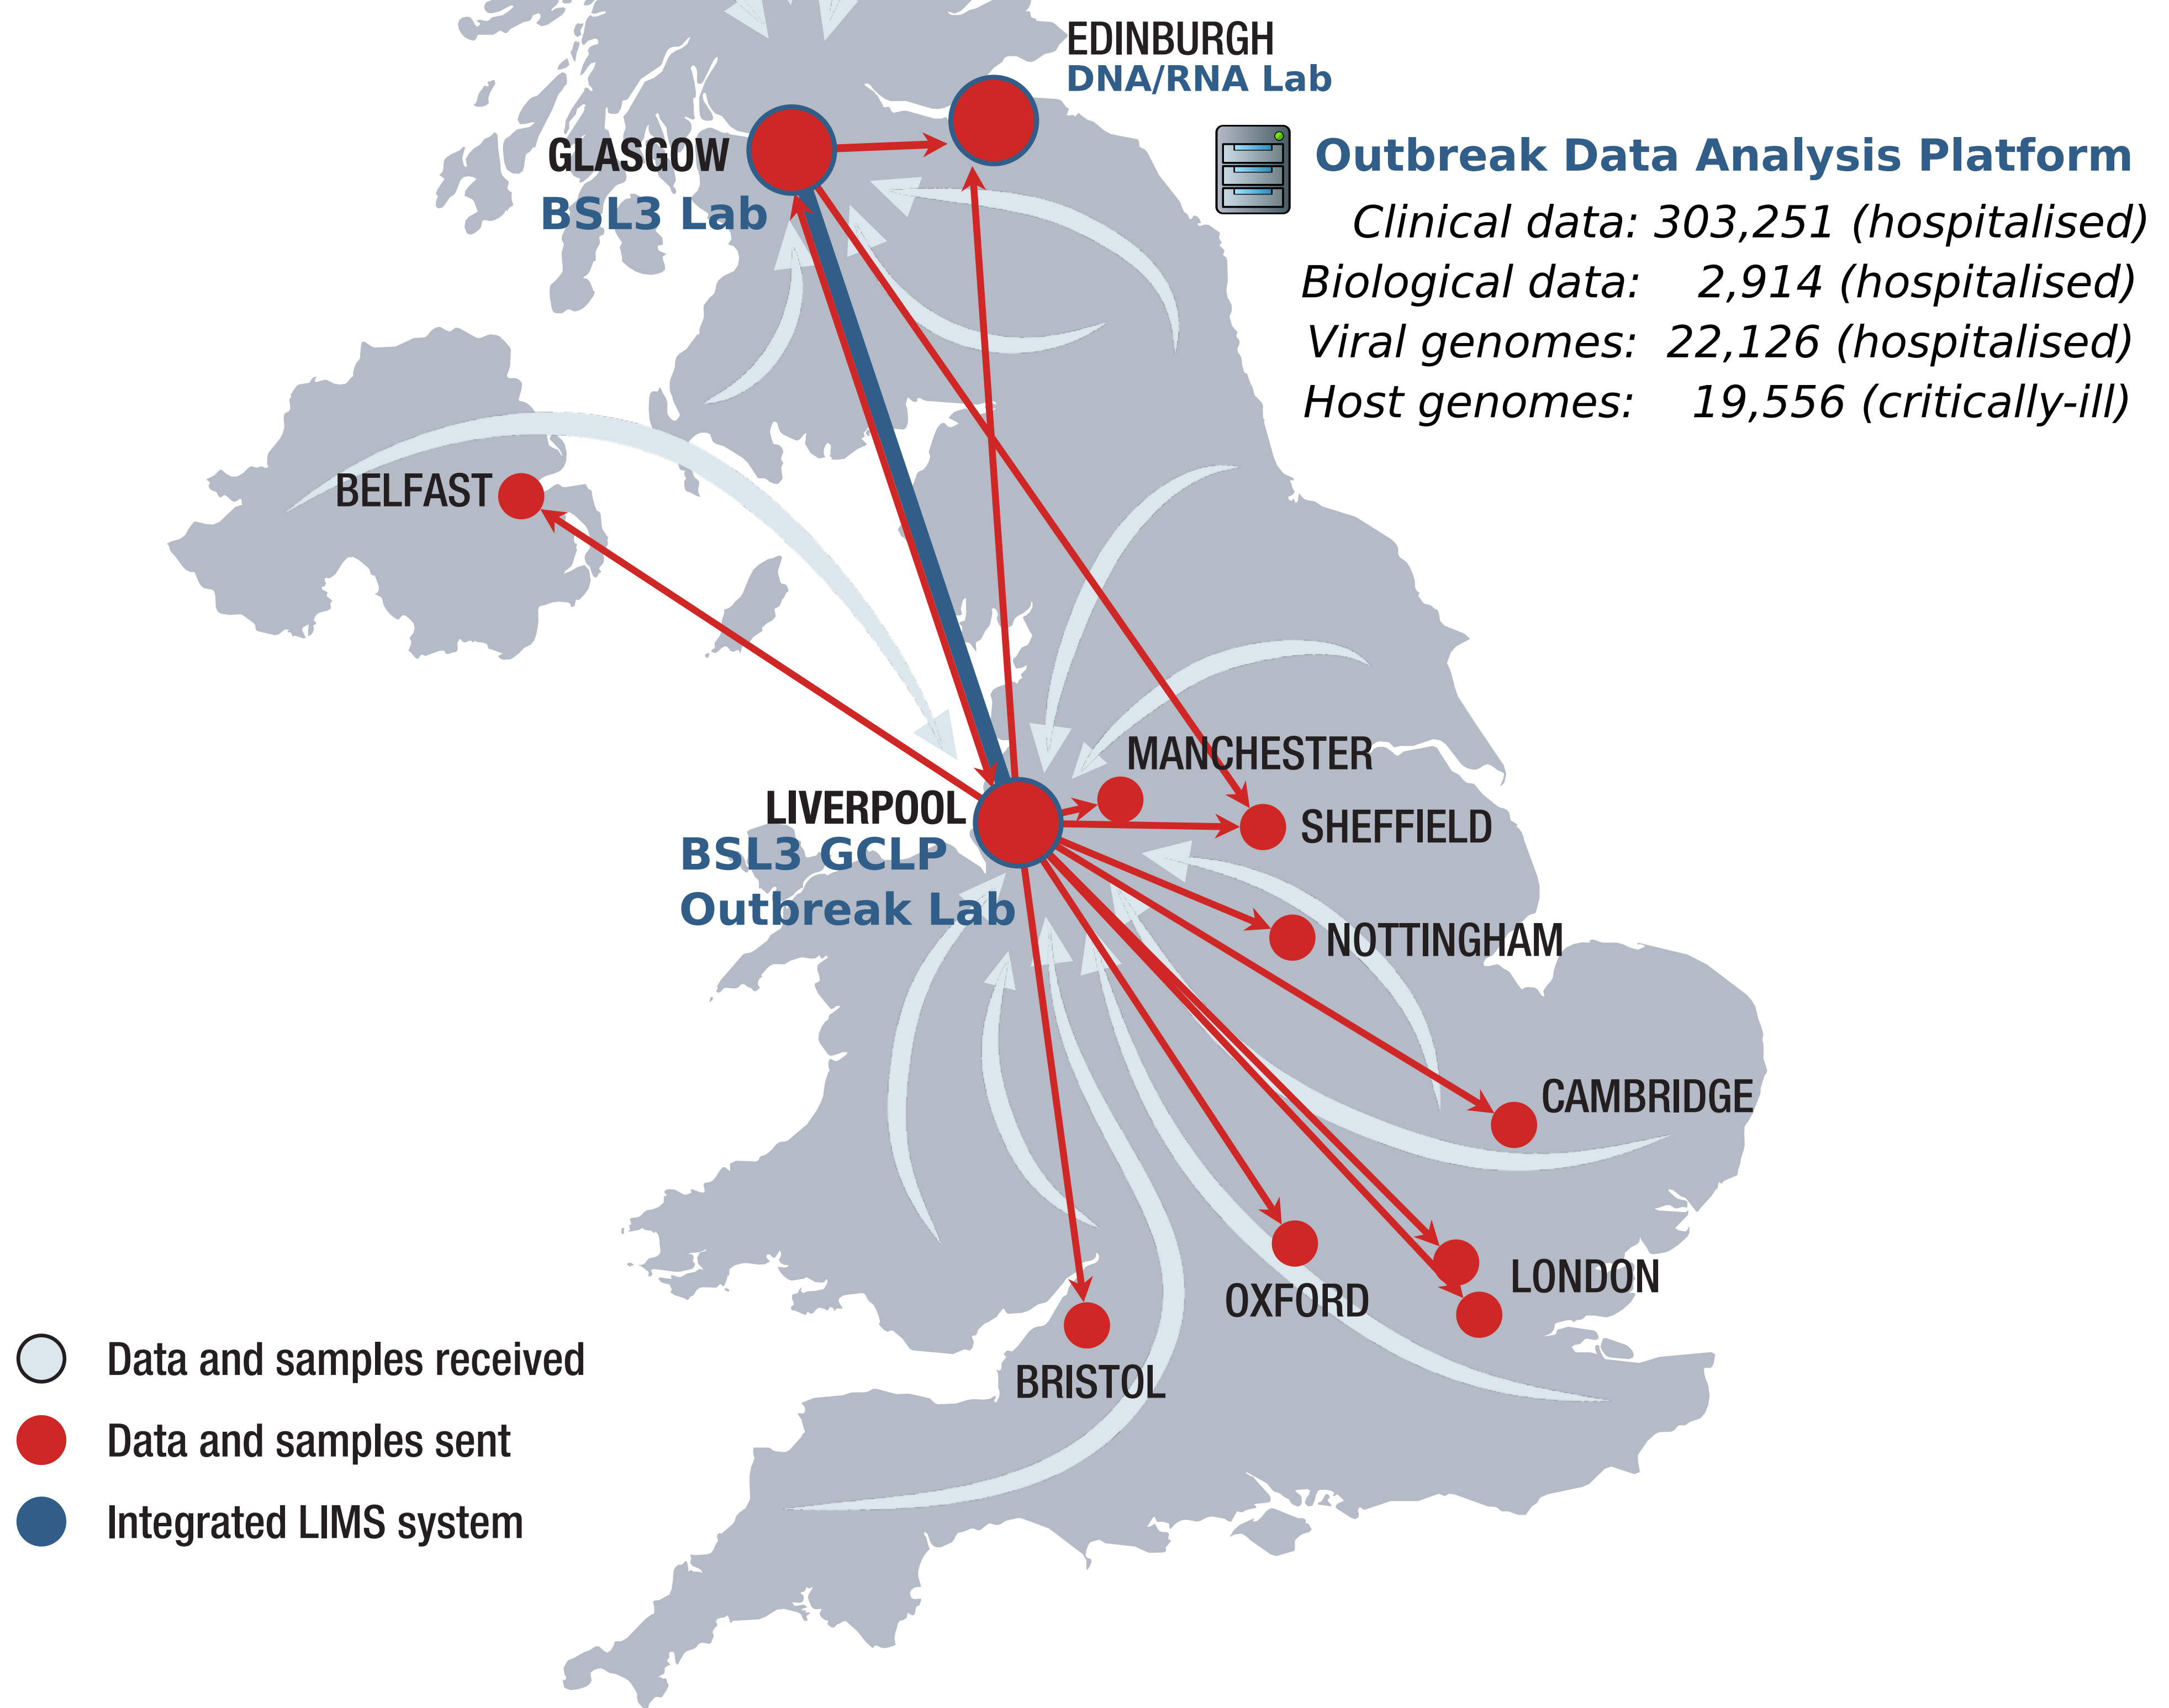 EDINBURGH
DNA/RNA Lab
GLASGOW
BSL3 Lab
Outbreak Data Analysis Platform
Clinical data: 303,251 (hospitalised)
Biological data: 2,914 (hospitalised)
Viral genomes: 22,126 (hospitalised)
Host genomes: 19,556 (critically-ill)
BELFAST
MANCHESTER
LIVERPOOL
BSL3 GCLP
Outbreak Lab
SHEFFIELD
NOTTINGHAM
CAMBRIDGE
LONDON
OXFORD
BRISTOL
Data and samples received
Data and samples sent
Integrated LIMS system